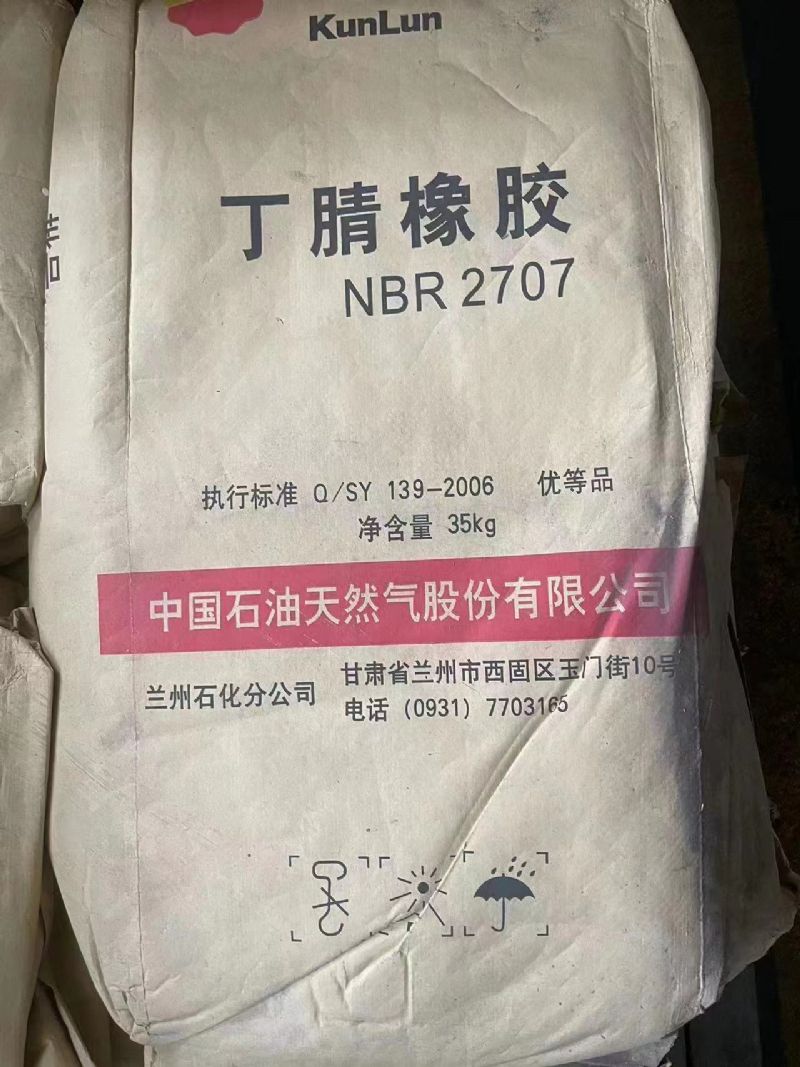 KunLun
丁腈橡胶
NBR 2707
执行标准 Q/SY 139-2006 优等品
净含量 35kg
中国石油天然气股份有限公司
兰州石化分公司
甘肃省兰州市西固区玉门街10号
电话 (0931) 7703165